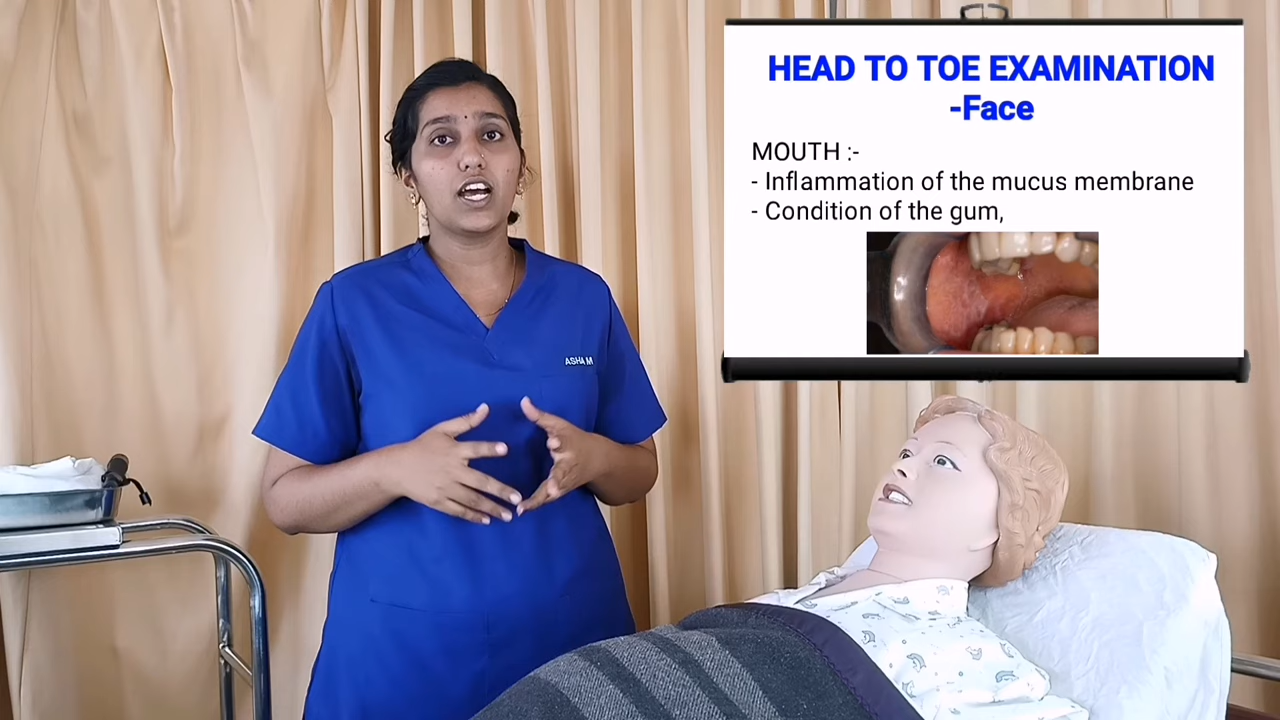 HEAD TO TOE EXAMINATION
-Face
MOUTH :-
- Inflammation of the mucus membrane
- Condition of the gum,
ASHA M